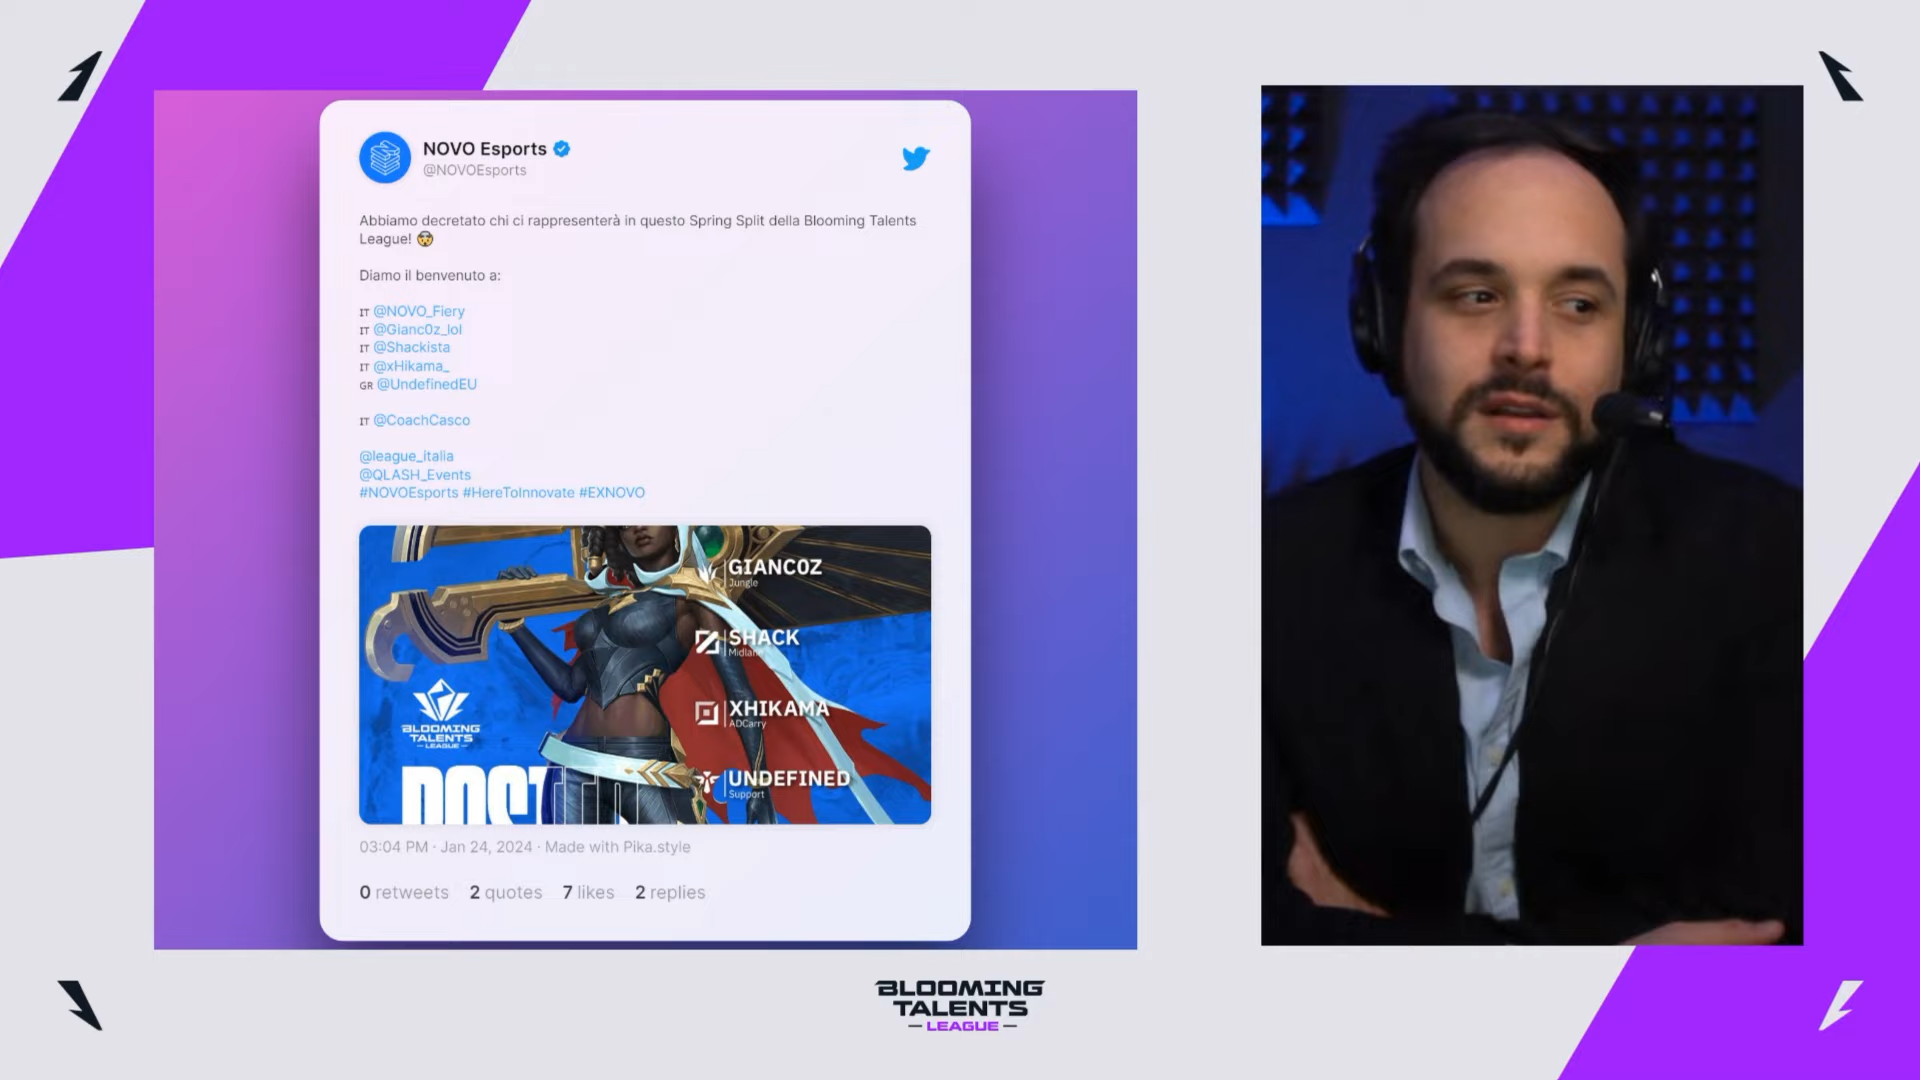 NOVO Esports
@NOVOEsports
Abbiamo decretato chi ci rappresenterà in questo Spring Split della Blooming Talents
League! 🤯
Diamo il benvenuto a:
IT @NOVO_Fiery
IT @Gianc0z_lol
IT @Shackista
IT @xHikama_
GR @UndefinedEU
IT @CoachCasco
@league_italia
@QLASH_Events
#NOVOEsports #HereToInnovate #EXNOVO
GIANC0Z
Jungle
SHACK
Midlane
XHIKAMA
ADCarry
UNDEFINED
Support
BLOOMING
TALENTS
LEAGUE
ROSTER
03:04 PM · Jan 24, 2024 · Made with Pika.style
0 retweets 2 quotes 7 likes 2 replies
BLOOMING
TALENTS
LEAGUE